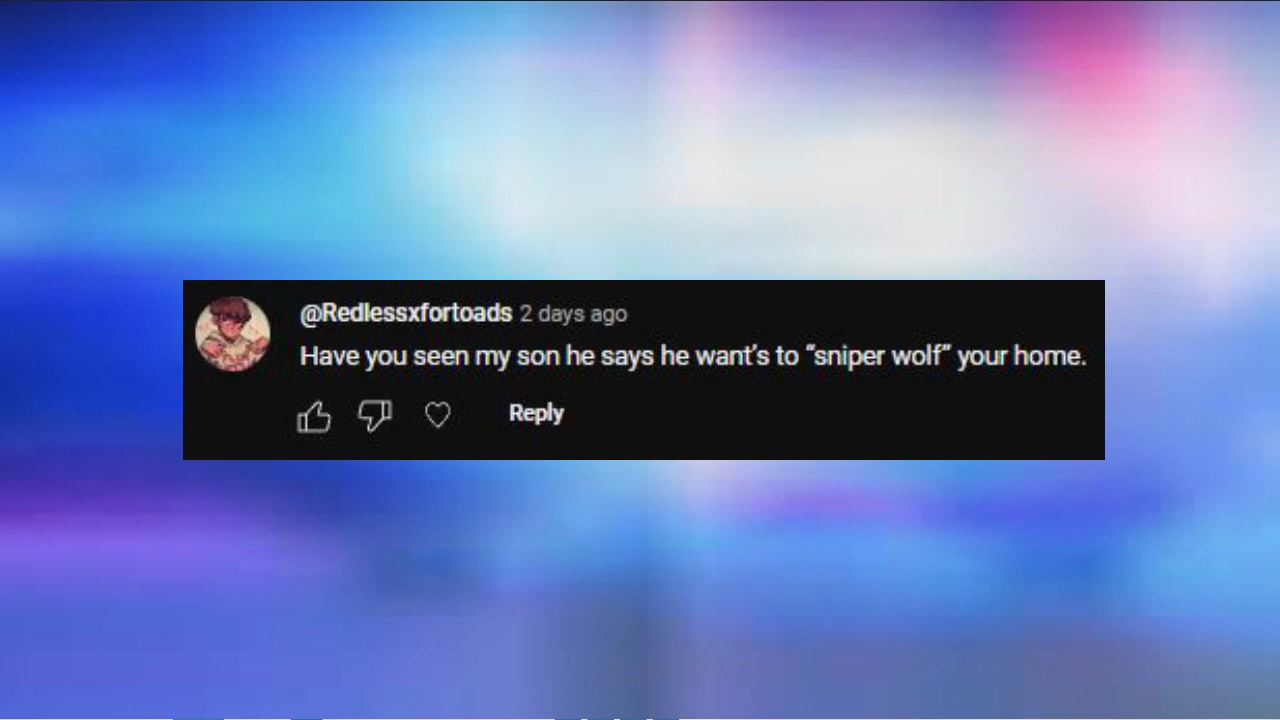 @Redlessxfortoads 2 days ago
Have you seen my son he says he want's to “sniper wolf” your home.
Reply